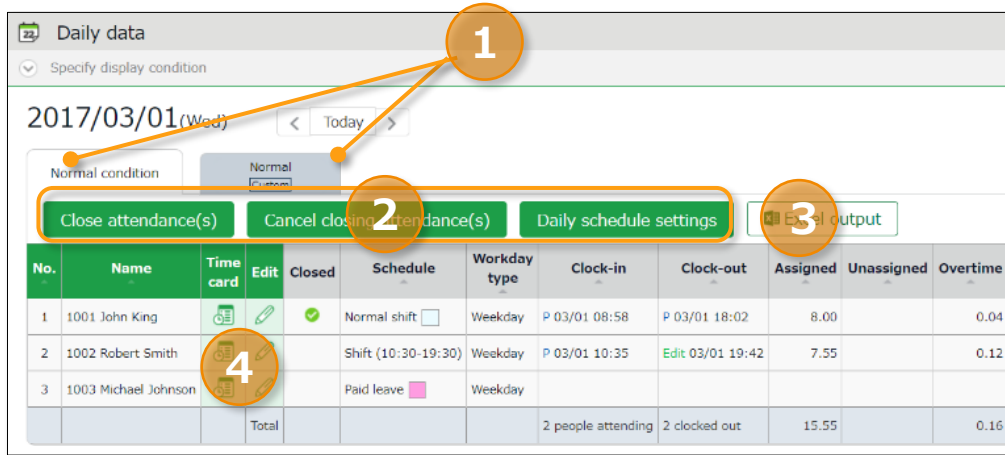 22
Daily data
1
Specify display condition
2017/03/01(Wed)
< Today >
Normal condition
Normal
Custom
Close attendance(s) Cancel closing attendance(s) Daily schedule settings Excel output
2 3
No. Name Time card Edit Closed Schedule Workday type Clock-in Clock-out Assigned Unassigned Overtime
1 1001 John King Normal shift Weekday P 03/01 08:58 P 03/01 18:02 8.00 0.04
2 1002 Robert Smith Shift (10:30-19:30) Weekday P 03/01 10:35 Edit 03/01 19:42 7.55 0.12
4
3 1003 Michael Johnson Paid leave Weekday
Total 2 people attending 2 clocked out 15.55 0.16